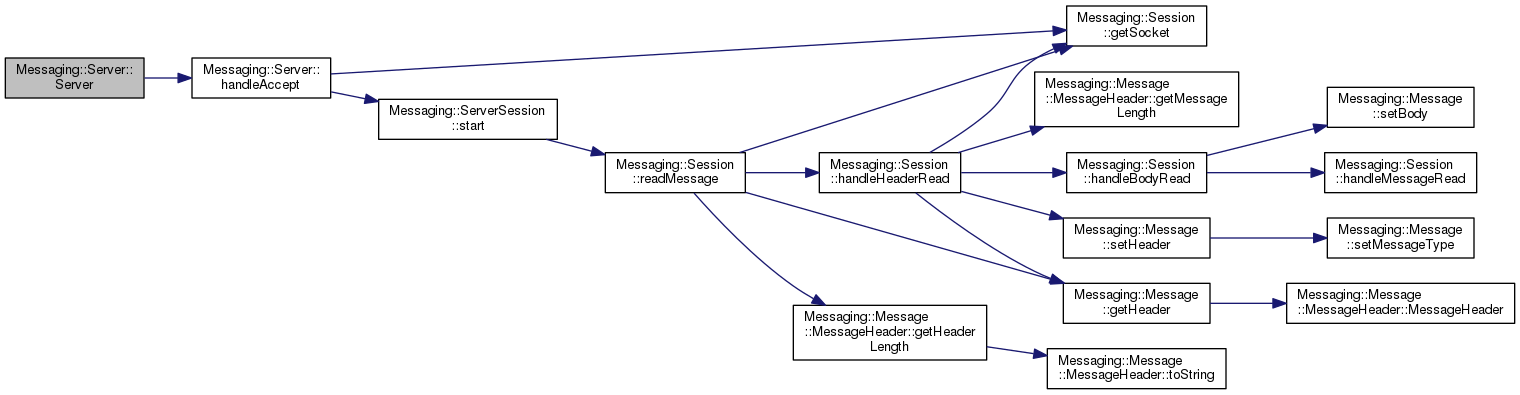 Messaging::Server::
Server
Messaging::Server::
handleAccept
Messaging::ServerSession
::start
Messaging::Session
::readMessage
Messaging::Session
::getSocket
Messaging::Message
::MessageHeader::getMessage
Length
Messaging::Session
::handleHeaderRead
Messaging::Session
::handleBodyRead
Messaging::Message
::setBody
Messaging::Session
::handleMessageRead
Messaging::Message
::setHeader
Messaging::Message
::setMessageType
Messaging::Message
::getHeader
Messaging::Message
::MessageHeader::MessageHeader
Messaging::Message
::MessageHeader::getHeader
Length
Messaging::Message
::MessageHeader::toString